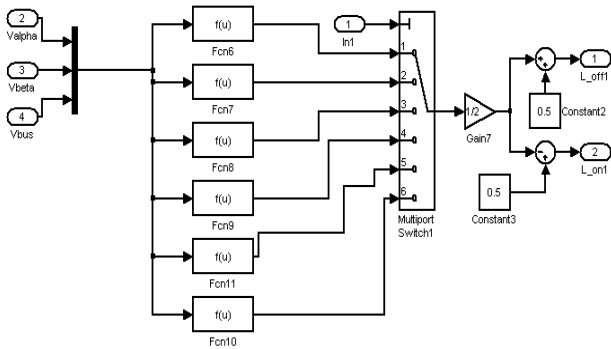 2
Valpha
3
Vbeta
4
Vbus
f(u)
Fcn6
f(u)
Fcn7
f(u)
Fcn8
f(u)
Fcn9
f(u)
Fcn11
f(u)
Fcn10
1
In1
1
2
3
4
5
6
Multiport
Switch1
1/2
Gain7
0.5
Constant2
0.5
Constant3
1
L_off1
2
L_on1